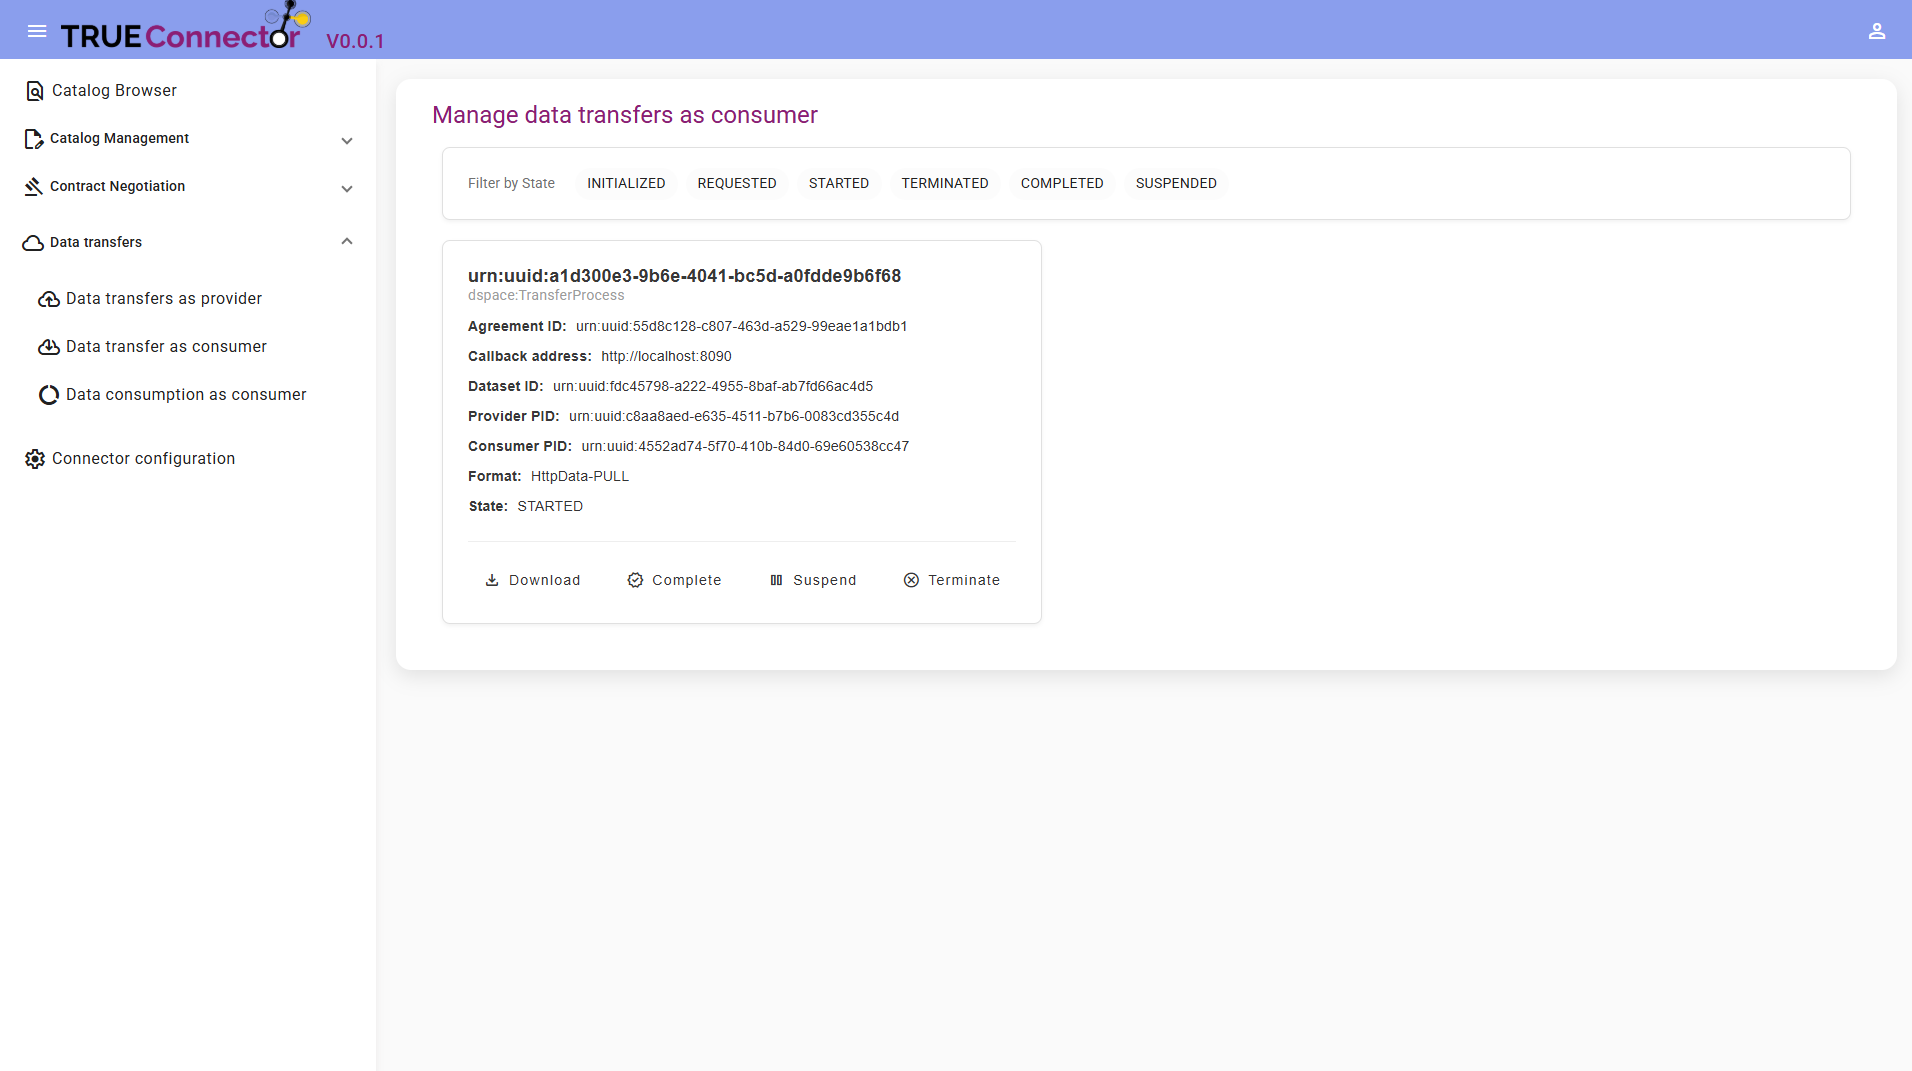 TRUEConnector V0.0.1
Catalog Browser
Catalog Management
Contract Negotiation
Data transfers
Data transfers as provider
Data transfer as consumer
Data consumption as consumer
Connector configuration
Manage data transfers as consumer
Filter by State INITIALIZED REQUESTED STARTED TERMINATED COMPLETED SUSPENDED
urn:uuid:a1d300e3-9b6e-4041-bc5d-a0fdde9b6f68
dspace:TransferProcess
Agreement ID: urn:uuid:55d8c128-c807-463d-a529-99eae1a1bdb1
Callback address: http://localhost:8090
Dataset ID: urn:uuid:fdc45798-a222-4955-8baf-ab7fd66ac4d5
Provider PID: urn:uuid:c8aa8aed-e635-4511-b7b6-0083cd355c4d
Consumer PID: urn:uuid:4552ad74-5f70-410b-84d0-69e60538cc47
Format: HttpData-PULL
State: STARTED
Download Complete Suspend Terminate